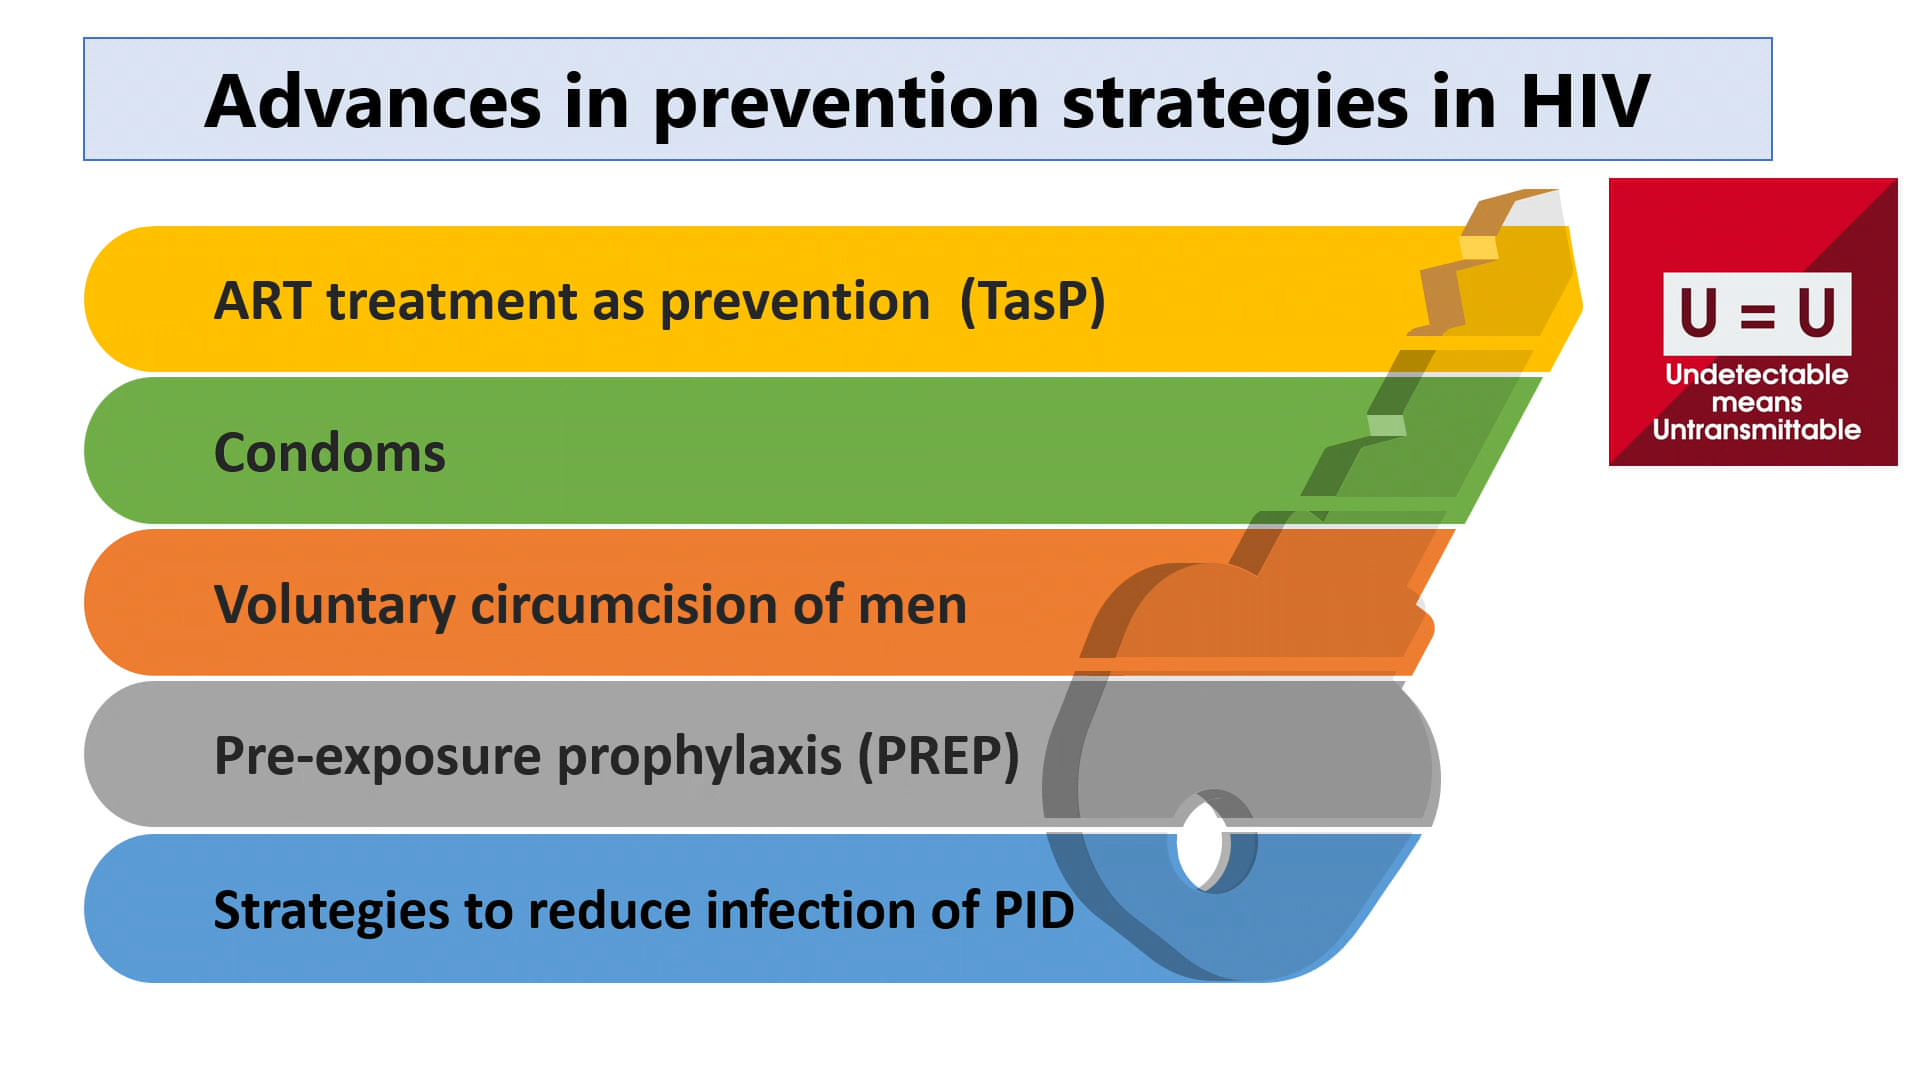 Advances in prevention strategies in HIV
ART treatment as prevention  (TasP)
Condoms
Voluntary circumcision of men
Pre-exposure prophylaxis (PREP)
Strategies to reduce infection of PID
U = U
Undetectable
means
Untransmittable